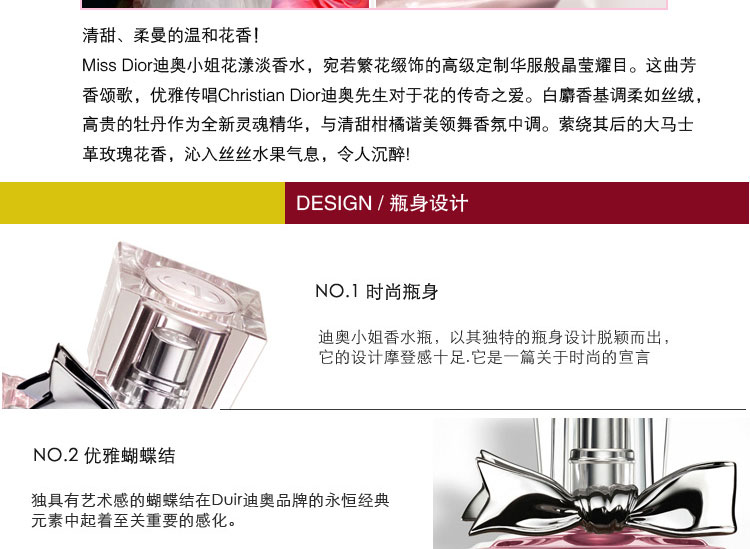 清甜、柔曼的温和花香！
Miss Dior迪奥小姐花漾淡香水，宛若繁花缀饰的高级定制华服般晶莹耀目。这曲芳
香颂歌，优雅传唱Christian Dior迪奥先生对于花的传奇之爱。白麝香基调柔如丝绒，
高贵的牡丹作为全新灵魂精华，与清甜柑橘谐美领舞香氛中调。萦绕其后的大马士
革玫瑰花香，沁入丝丝水果气息，令人沉醉!
DESIGN / 瓶身设计
NO.1 时尚瓶身
迪奥小姐香水瓶，以其独特的瓶身设计脱颖而出，
它的设计摩登感十足.它是一篇关于时尚的宣言
NO.2 优雅蝴蝶结
独具有艺术感的蝴蝶结在Duir迪奥品牌的永恒经典
元素中起着至关重要的感化。